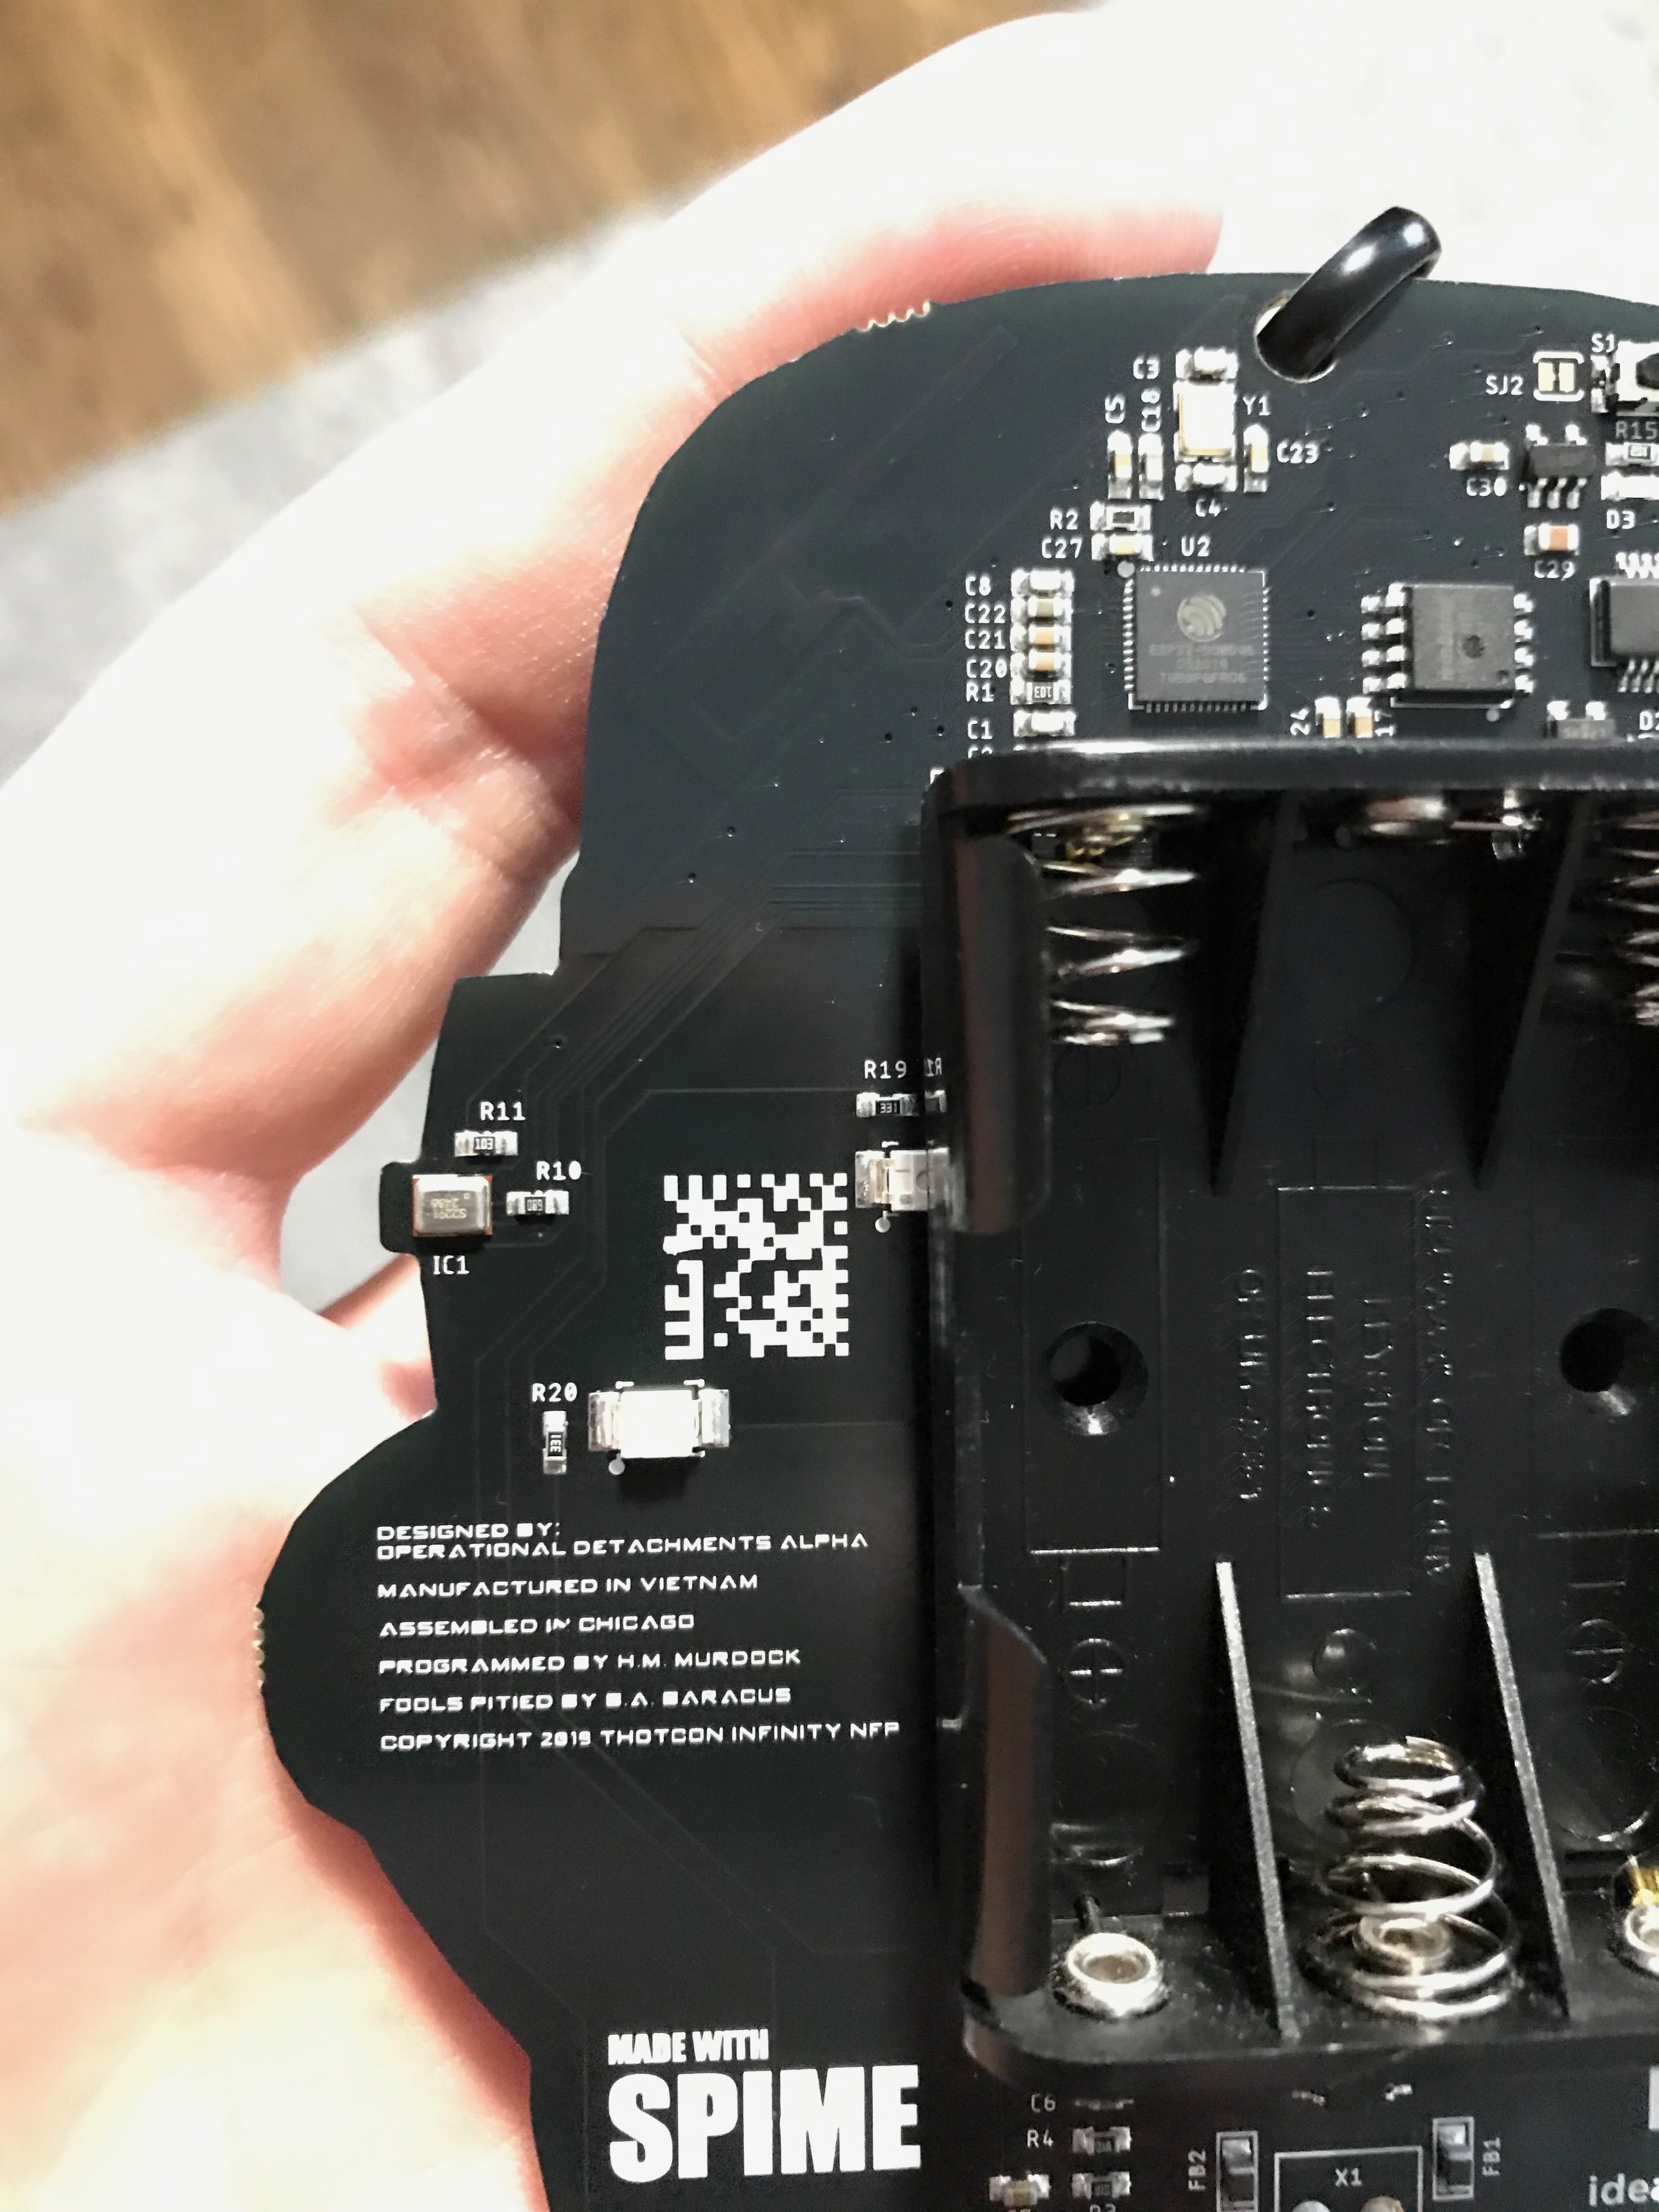 S1
SJ2
C3
C5
C18
Y1
R15
C23
C30
C4
R2
D3
C27
U2
C29
C8
C22
C21
C20
R1
C1
R19
331
R11
103
R10
IC1
R20
331
DESIGNED BY:
OPERATIONAL DETACHMENTS ALPHA
MANUFACTURED IN VIETNAM
ASSEMBLED IN CHICAGO
PROGRAMMED BY H.M. MURDOCK
FOOLS PITIED BY B.A. BARACUS
COPYRIGHT 2019 THOTCON INFINITY NFP
MADE WITH
SPIME
C6
R4
FB2
X1
FB1